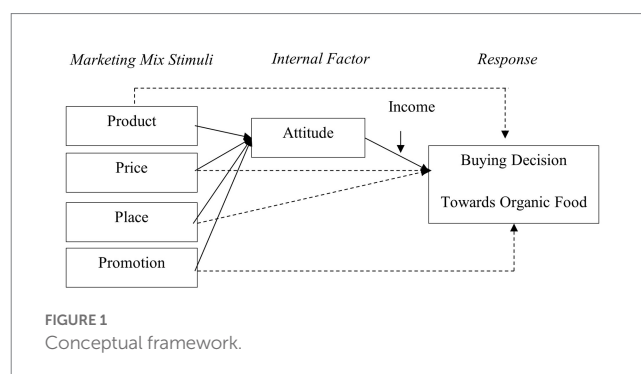 Marketing Mix Stimuli Internal Factor Response
Income
Product
Attitude
Price
Buying Decision
Place
Towards Organic Food
Promotion
FIGURE 1
Conceptual framework.